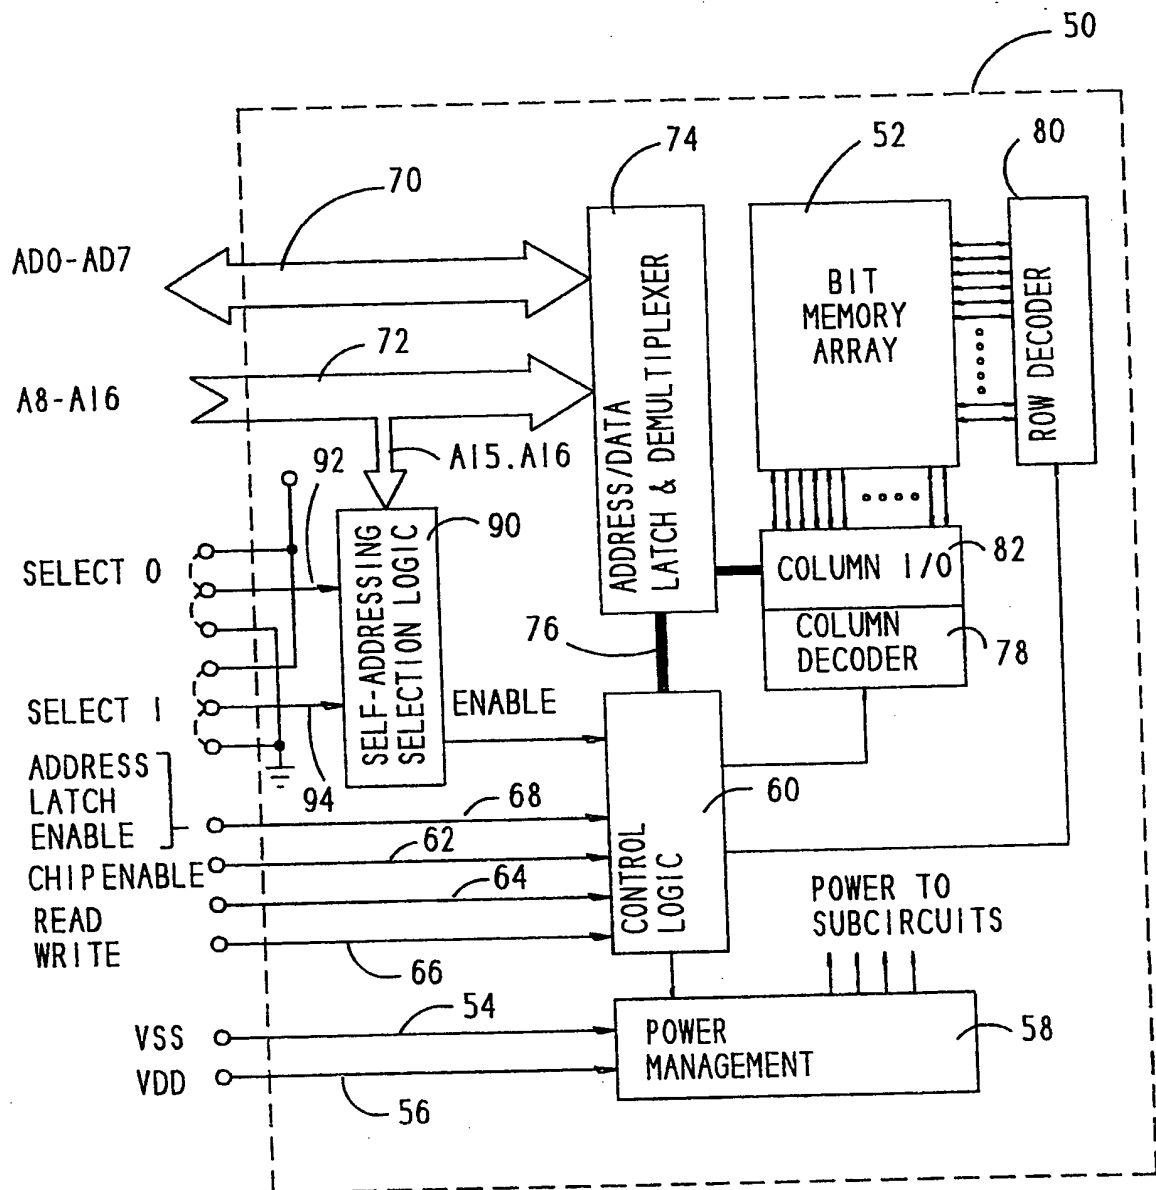 50
74
52
80
70
AD0-AD7
72
A8-A16
A15.A16
92
90
ADDRESS/DATA
LATCH & DEMULTIPLEXER
BIT
MEMORY
ARRAY
ROW DECODER
SELECT 0
SELF-ADDRESSING
SELECTION LOGIC
COLUMN I/O
82
COLUMN
DECODER
78
76
SELECT 1
ENABLE
94
ADDRESS
LATCH
ENABLE
68
60
CHIPENABLE
62
READ
64
WRITE
66
CONTROL
LOGIC
POWER TO
SUBCIRCUITS
VSS
54
VDD
56
POWER
MANAGEMENT
58